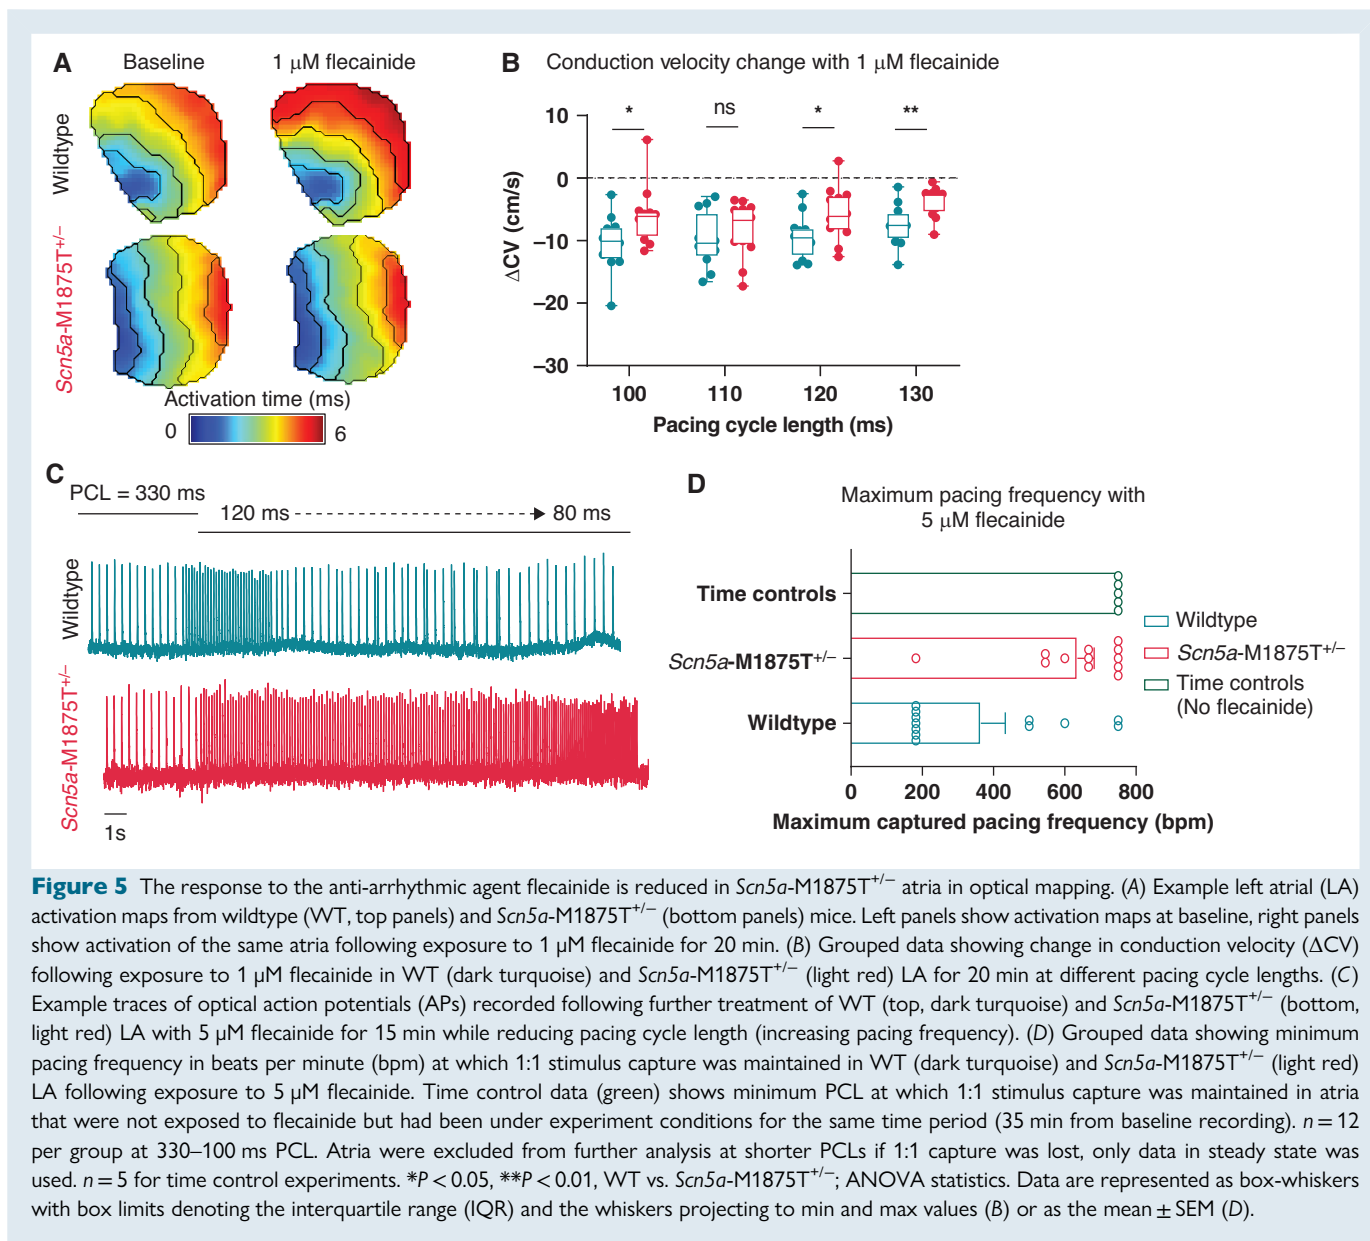 A
Baseline
1 μM flecainide
Wildtype
Scn5a-M1875T+/−
Activation time (ms)
0
6
B
Conduction velocity change with 1 μM flecainide
*
ns
*
**
10
0
−10
−20
−30
ΔCV (cm/s)
100
110
120
130
Pacing cycle length (ms)
C
PCL = 330 ms
120 ms
80 ms
Wildtype
Scn5a-M1875T+/−
1s
D
Maximum pacing frequency with
5 μM flecainide
Time controls
Scn5a-M1875T+/−
Wildtype
0
200
400
600
800
Maximum captured pacing frequency (bpm)
Wildtype
Scn5a-M1875T+/−
Time controls
(No flecainide)
Figure 5 The response to the anti-arrhythmic agent flecainide is reduced in Scn5a-M1875T+/− atria in optical mapping. (A) Example left atrial (LA)
activation maps from wildtype (WT, top panels) and Scn5a-M1875T+/− (bottom panels) mice. Left panels show activation maps at baseline, right panels
show activation of the same atria following exposure to 1 μM flecainide for 20 min. (B) Grouped data showing change in conduction velocity (ΔCV)
following exposure to 1 μM flecainide in WT (dark turquoise) and Scn5a-M1875T+/− (light red) LA for 20 min at different pacing cycle lengths. (C)
Example traces of optical action potentials (APs) recorded following further treatment of WT (top, dark turquoise) and Scn5a-M1875T+/− (bottom,
light red) LA with 5 μM flecainide for 15 min while reducing pacing cycle length (increasing pacing frequency). (D) Grouped data showing minimum
pacing frequency in beats per minute (bpm) at which 1:1 stimulus capture was maintained in WT (dark turquoise) and Scn5a-M1875T+/− (light red)
LA following exposure to 5 μM flecainide. Time control data (green) shows minimum PCL at which 1:1 stimulus capture was maintained in atria
that were not exposed to flecainide but had been under experiment conditions for the same time period (35 min from baseline recording). n = 12
per group at 330–100 ms PCL. Atria were excluded from further analysis at shorter PCLs if 1:1 capture was lost, only data in steady state was
used. n = 5 for time control experiments. *P < 0.05, **P < 0.01, WT vs. Scn5a-M1875T+/−; ANOVA statistics. Data are represented as box-whiskers
with box limits denoting the interquartile range (IQR) and the whiskers projecting to min and max values (B) or as the mean ± SEM (D).